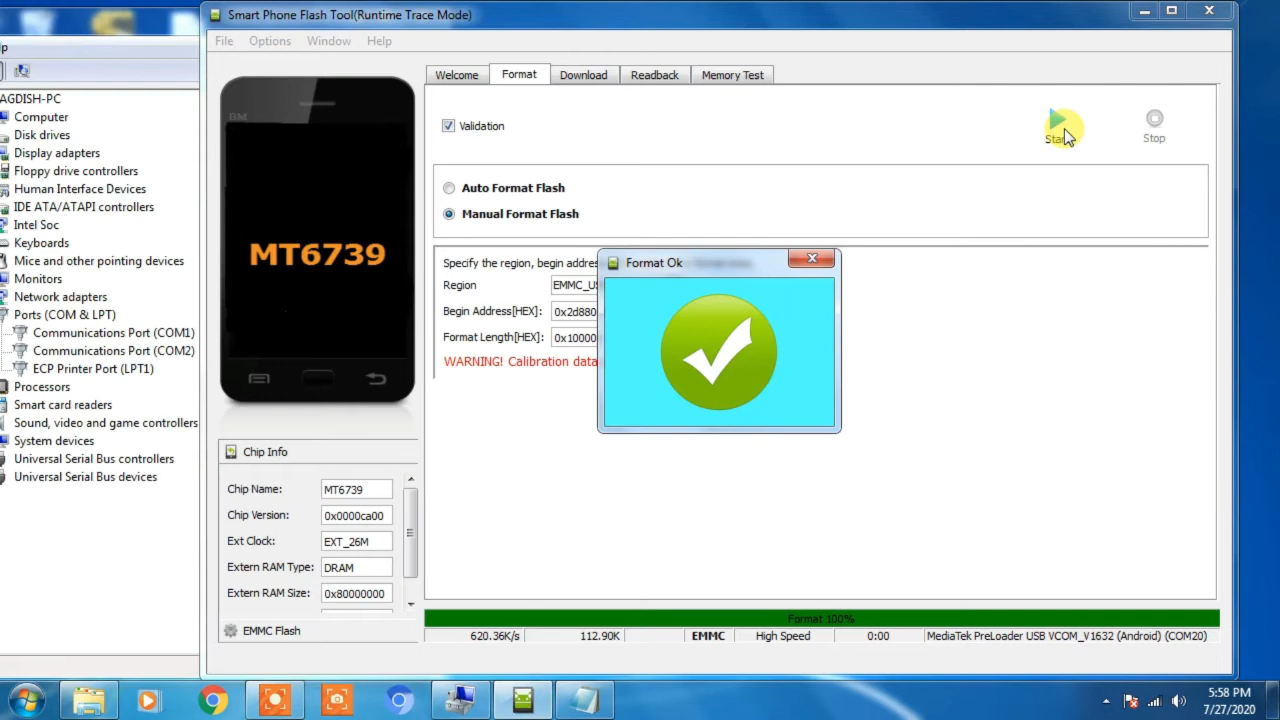 Smart Phone Flash Tool(Runtime Trace Mode)
File Options Window Help
AGDISH-PC
Computer
Disk drives
Display adapters
Floppy drive controllers
Human Interface Devices
IDE ATA/ATAPI controllers
Intel Soc
Keyboards
Mice and other pointing devices
Monitors
Network adapters
Ports (COM & LPT)
Communications Port (COM1)
Communications Port (COM2)
ECP Printer Port (LPT1)
Processors
Smart card readers
Sound, video and game controllers
System devices
Universal Serial Bus controllers
Universal Serial Bus devices
BM
MT6739
Welcome Format Download Readback Memory Test
Validation
Stop
Auto Format Flash
Manual Format Flash
Specify the region, begin addres
Region EMMC_US
Begin Address[HEX]: 0x2d880
Format Length[HEX]: 0x10000
WARNING! Calibration data
Format Ok
Chip Info
Chip Name: MT6739
Chip Version: 0x0000ca00
Ext Clock: EXT_26M
Extern RAM Type: DRAM
Extern RAM Size: 0x80000000
EMMC Flash
Format 100%
620.36K/s 112.90K EMMC High Speed 0:00 MediaTek PreLoader USB VCOM_V1632 (Android) (COM20)
5:58 PM
7/27/2020